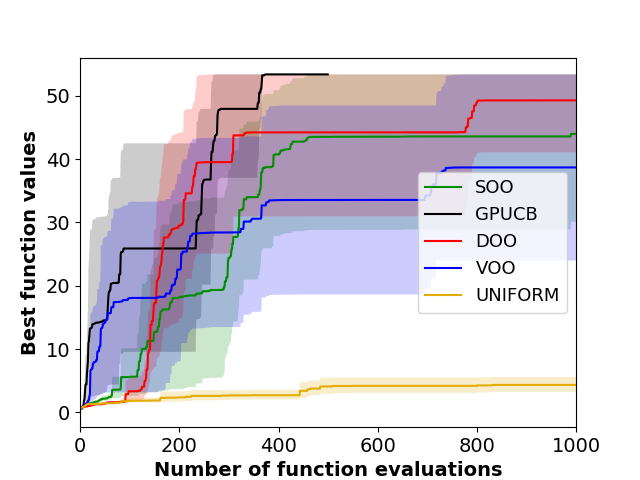 50
40
30
20
10
0
Best function values
SOO
GPUCB
DOO
VOO
UNIFORM
0 200 400 600 800 1000
Number of function evaluations